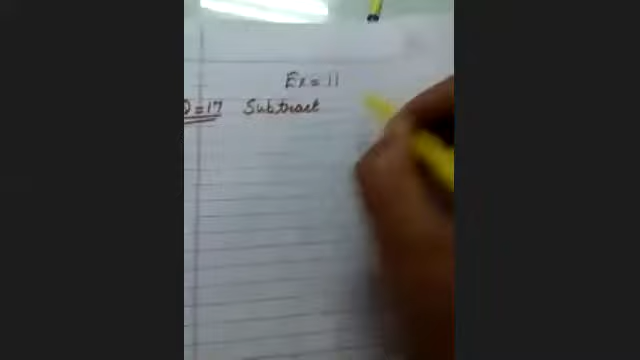 Ex = 11
Q = 17 Subtract